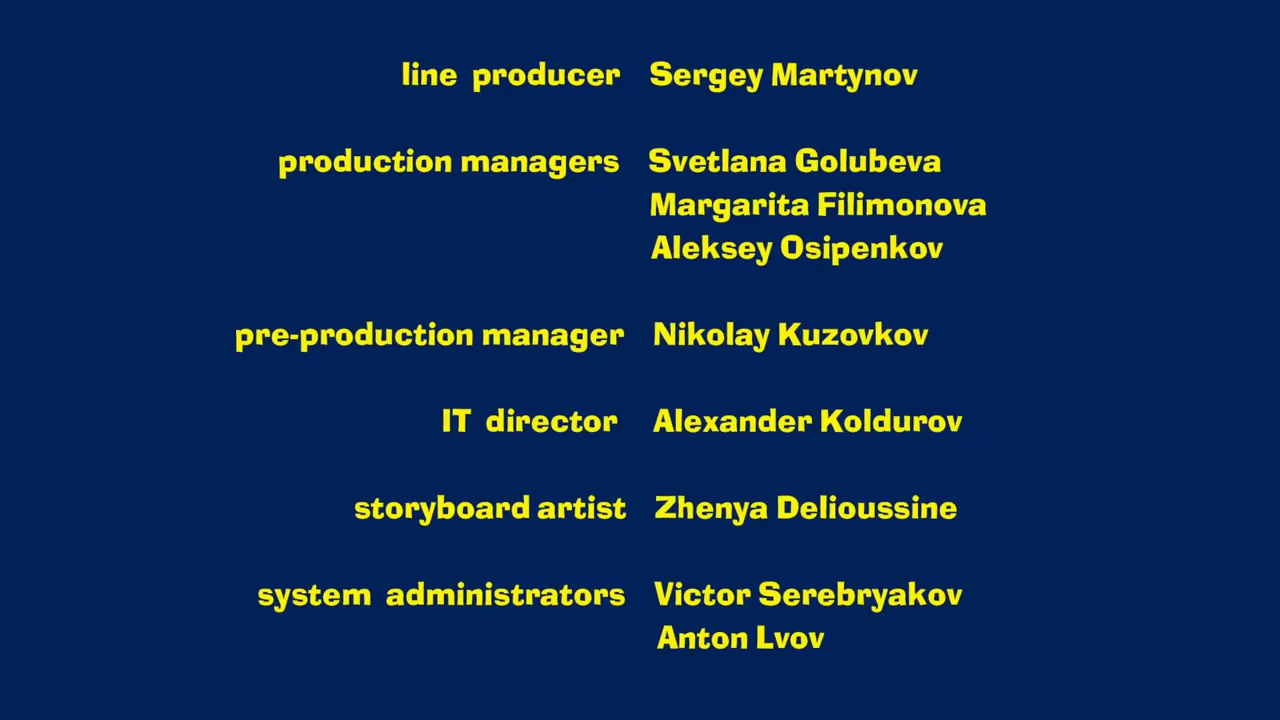 line producer Sergey Martynov
production managers Svetlana Golubeva
Margarita Filimonova
Aleksey Osipenkov
pre-production manager Nikolay Kuzovkov
IT director Alexander Koldurov
storyboard artist Zhenya Delioussine
system administrators Victor Serebryakov
Anton Lvov